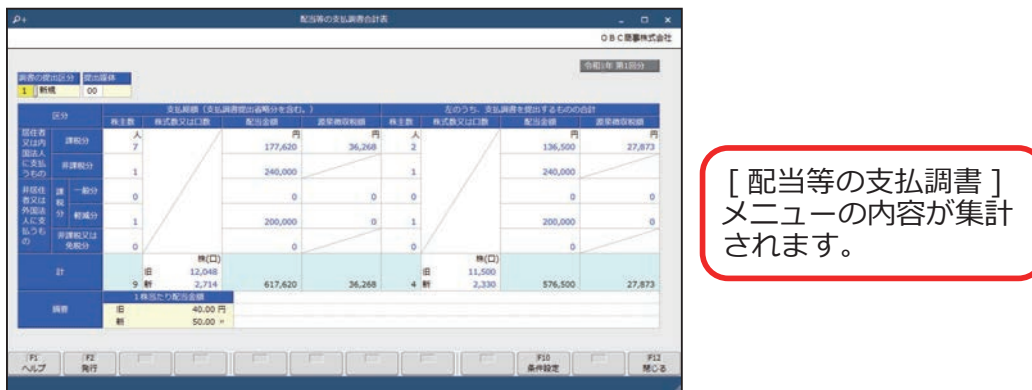 配当等の支払調書合計表
OBC商事株式会社
令和1年 第1回分
調書の提出区分 提出媒体
1 新規 00
区分 支払総額（支払調書提出省略分を含む。） 左のうち、支払調書を提出するものの合計
株主数 株式数又は口数 配当金額 源泉徴収税額 株主数 株式数又は口数 配当金額 源泉徴収税額
居住者又は内国法人に支払うもの
課税分 人 7 円 177,620 円 36,268 人 2 円 136,500 円 27,873
非課税分 1 240,000 1 240,000
非居住者又は外国法人に支払うもの
課税分 一般分 0 0 0 0 0 0
軽減分 1 200,000 0 1 200,000 0
非課税又は免税分 0 0 0 0
計 9 株(口) 旧 12,048 新 2,714 617,620 36,268 4 株(口) 旧 11,500 新 2,330 576,500 27,873
摘要 1株当たり配当金額
旧 40.00 円
新 50.00 〃
F1 ヘルプ F2 発行 F10 条件設定 F12 閉じる
[ 配当等の支払調書 ]
メニューの内容が集計
されます。